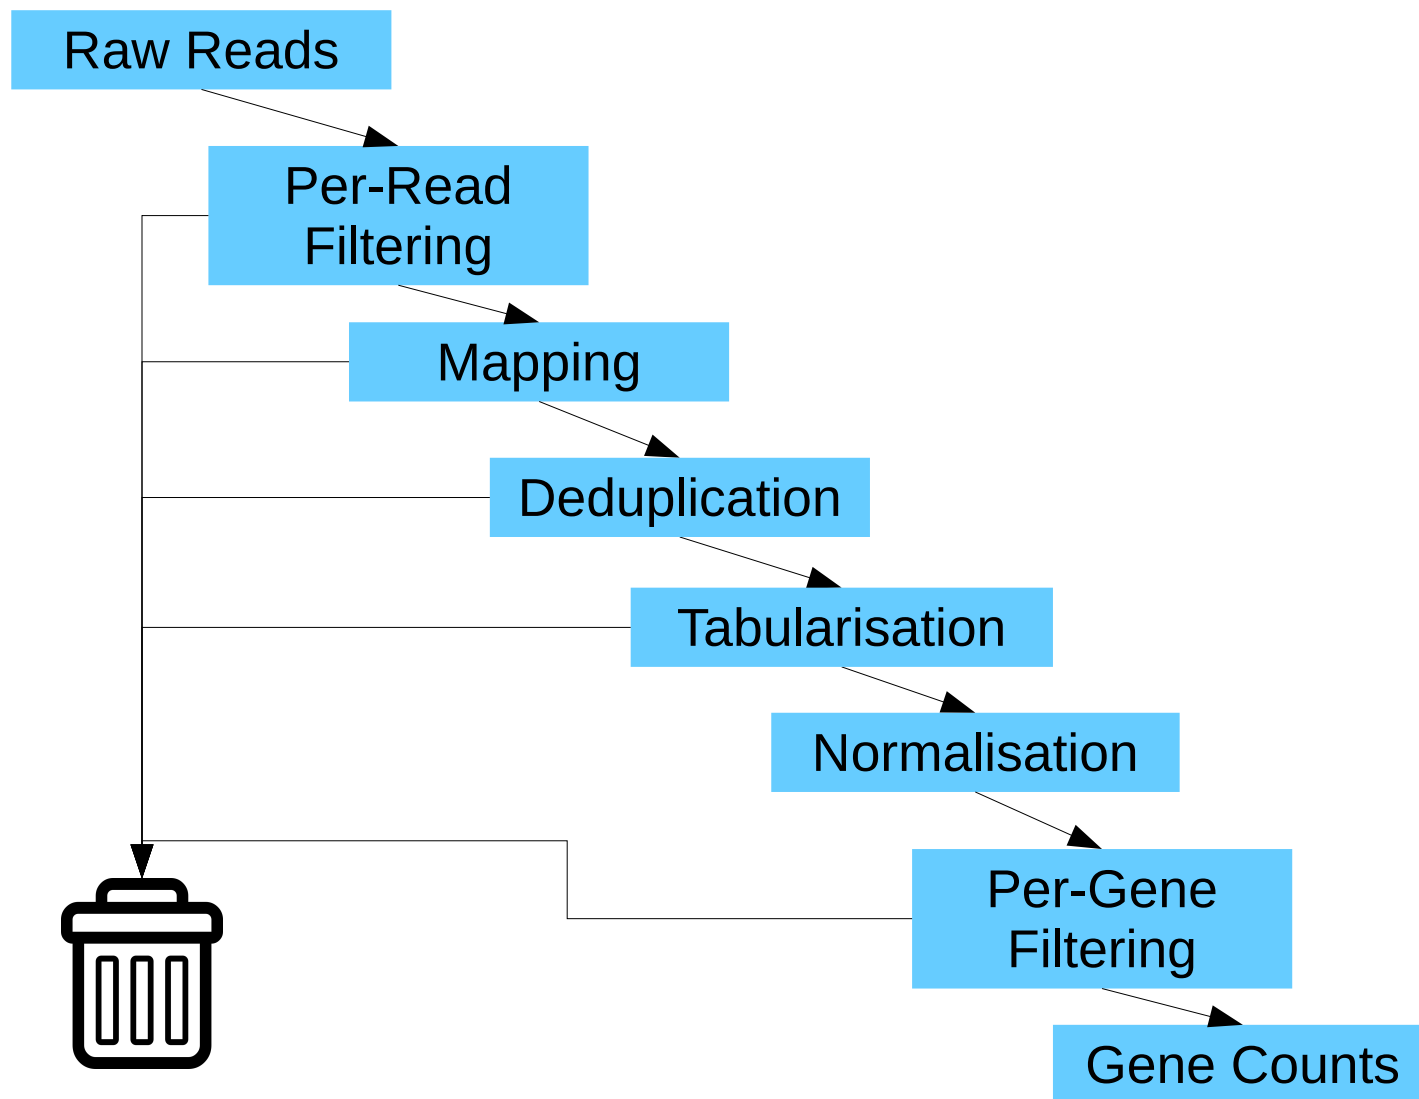 Raw Reads
Per-Read
Filtering
Mapping
Deduplication
Tabularisation
Normalisation
Per-Gene
Filtering
Gene Counts